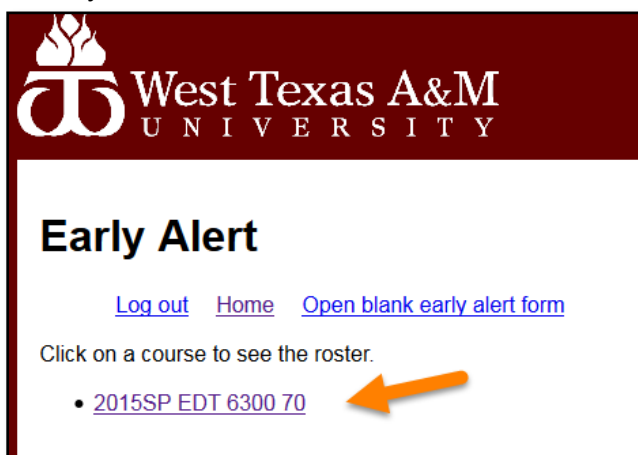 West Texas A&M
UNIVERSITY
Early Alert
Log out Home Open blank early alert form
Click on a course to see the roster.
• 2015SP EDT 6300 70